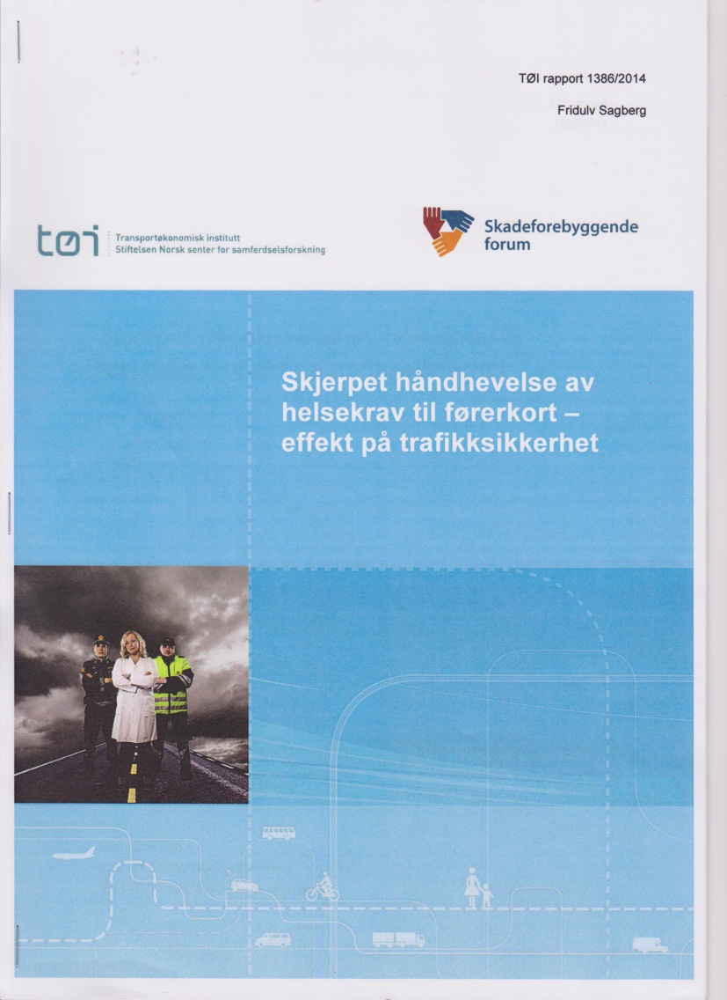 TØI rapport 1386/2014
Fridulv Sagberg
tøi
Transportøkonomisk institutt
Stiftelsen Norsk senter for samferdselsforskning
Skadeforebyggende
forum
Skjerpet håndhevelse av
helsekrav til førerkort –
effekt på trafikksikkerhet